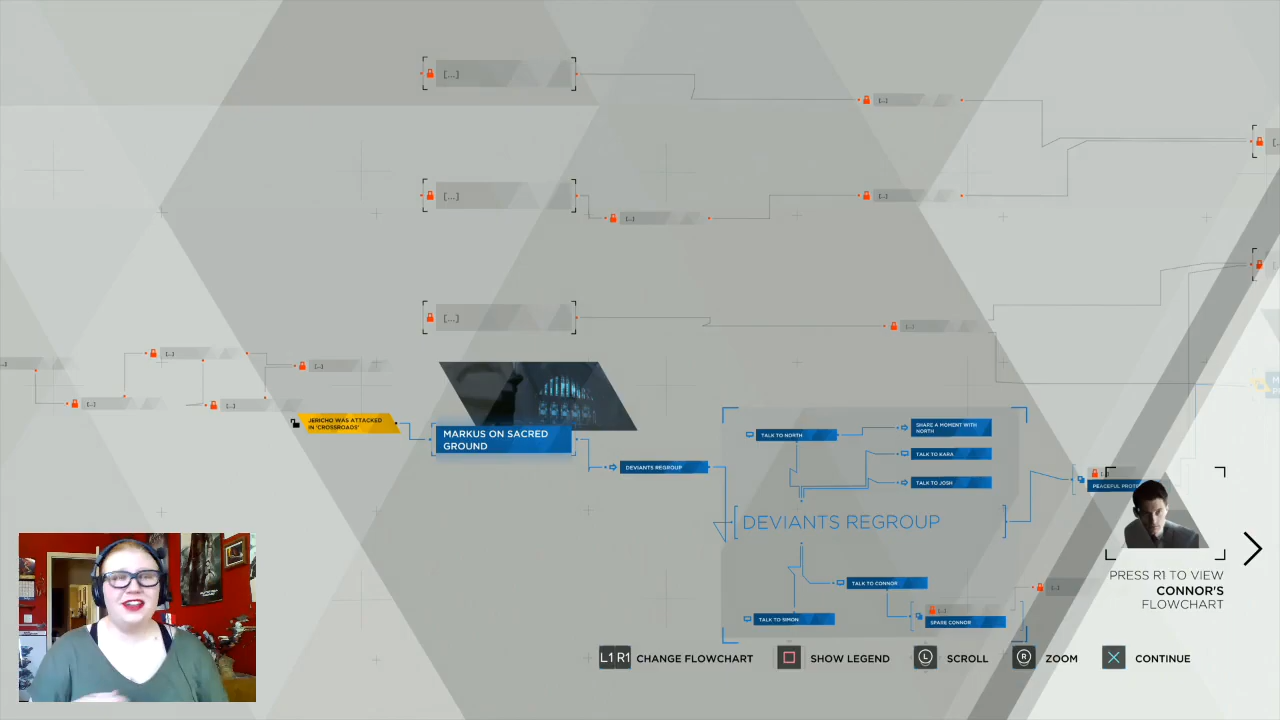 [...]
[...]
[...]
[...]
[...]
[...]
[...]
[...]
[...]
[...]
[...]
[...]
JERICHO WAS ATTACKED
IN 'CROSSROADS'
MARKUS ON SACRED
GROUND
DEVIANTS REGROUP
TALK TO NORTH
SHARE A MOMENT WITH
NORTH
TALK TO KARA
TALK TO JOSH
DEVIANTS REGROUP
[...]
TALK TO CONNOR
TALK TO SIMON
[...]
SPARE CONNOR
[...]
PRESS R1 TO VIEW
CONNOR'S
FLOWCHART
L1 R1 CHANGE FLOWCHART
SHOW LEGEND
L SCROLL
R ZOOM
CONTINUE